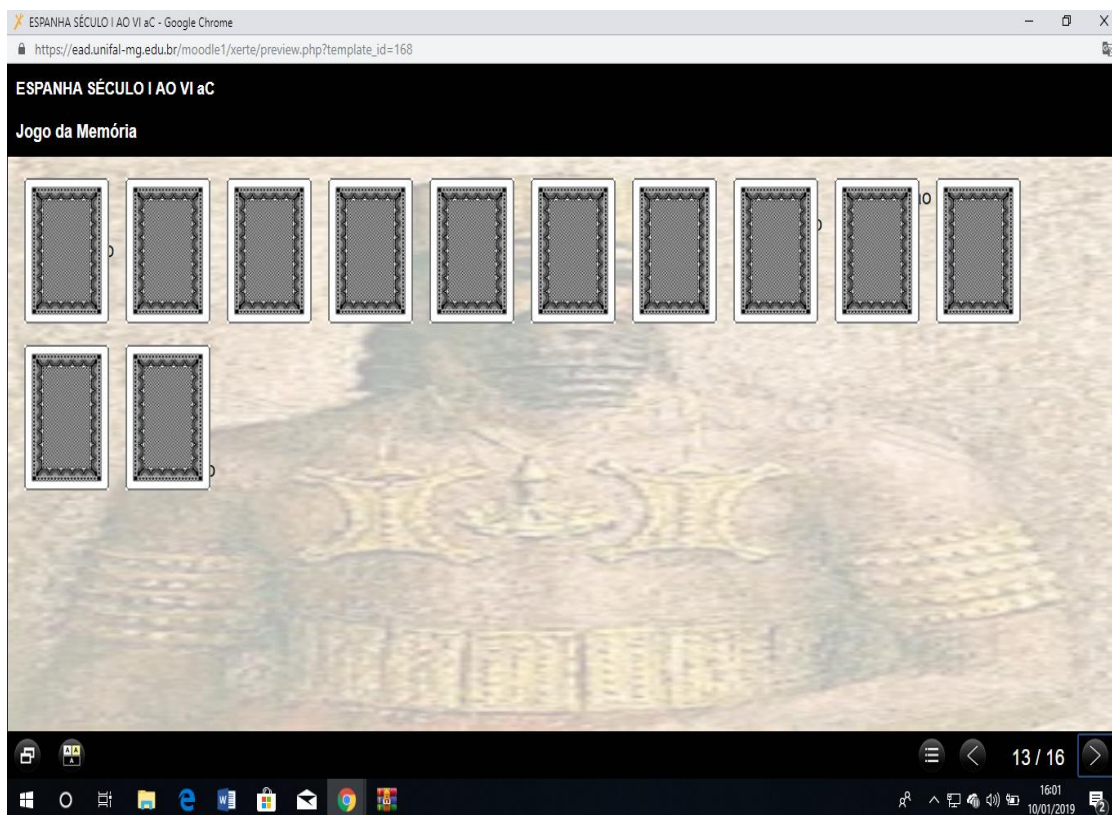 ESPANHA SÉCULO I AO VI aC - Google Chrome
https://ead.unifal-mg.edu.br/moodle1/xerte/preview.php?template_id=168
ESPANHA SÉCULO I AO VI aC
Jogo da Memória
13 / 16
16:01
10/01/2019